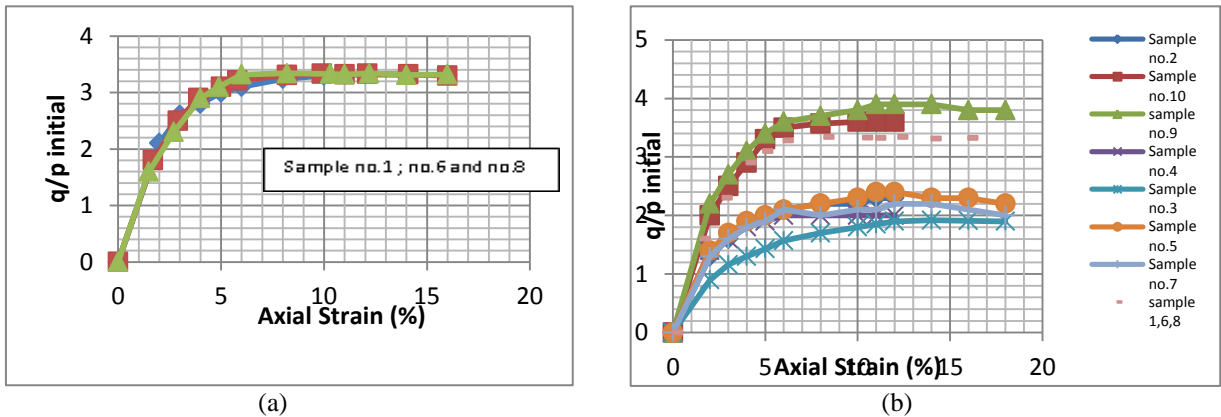 4
3
2
1
0
q/p initial
Sample no.1 ; no.6 and no.8
0 5 10 15 20
Axial Strain (%)
(a)
5
4
3
2
1
0
q/p initial
0 5 10 15 20
Axial Strain (%)
Sample
no.2
Sample
no.10
sample
no.9
Sample
no.4
Sample
no.3
Sample
no.5
Sample
no.7
sample
1,6,8
(b)